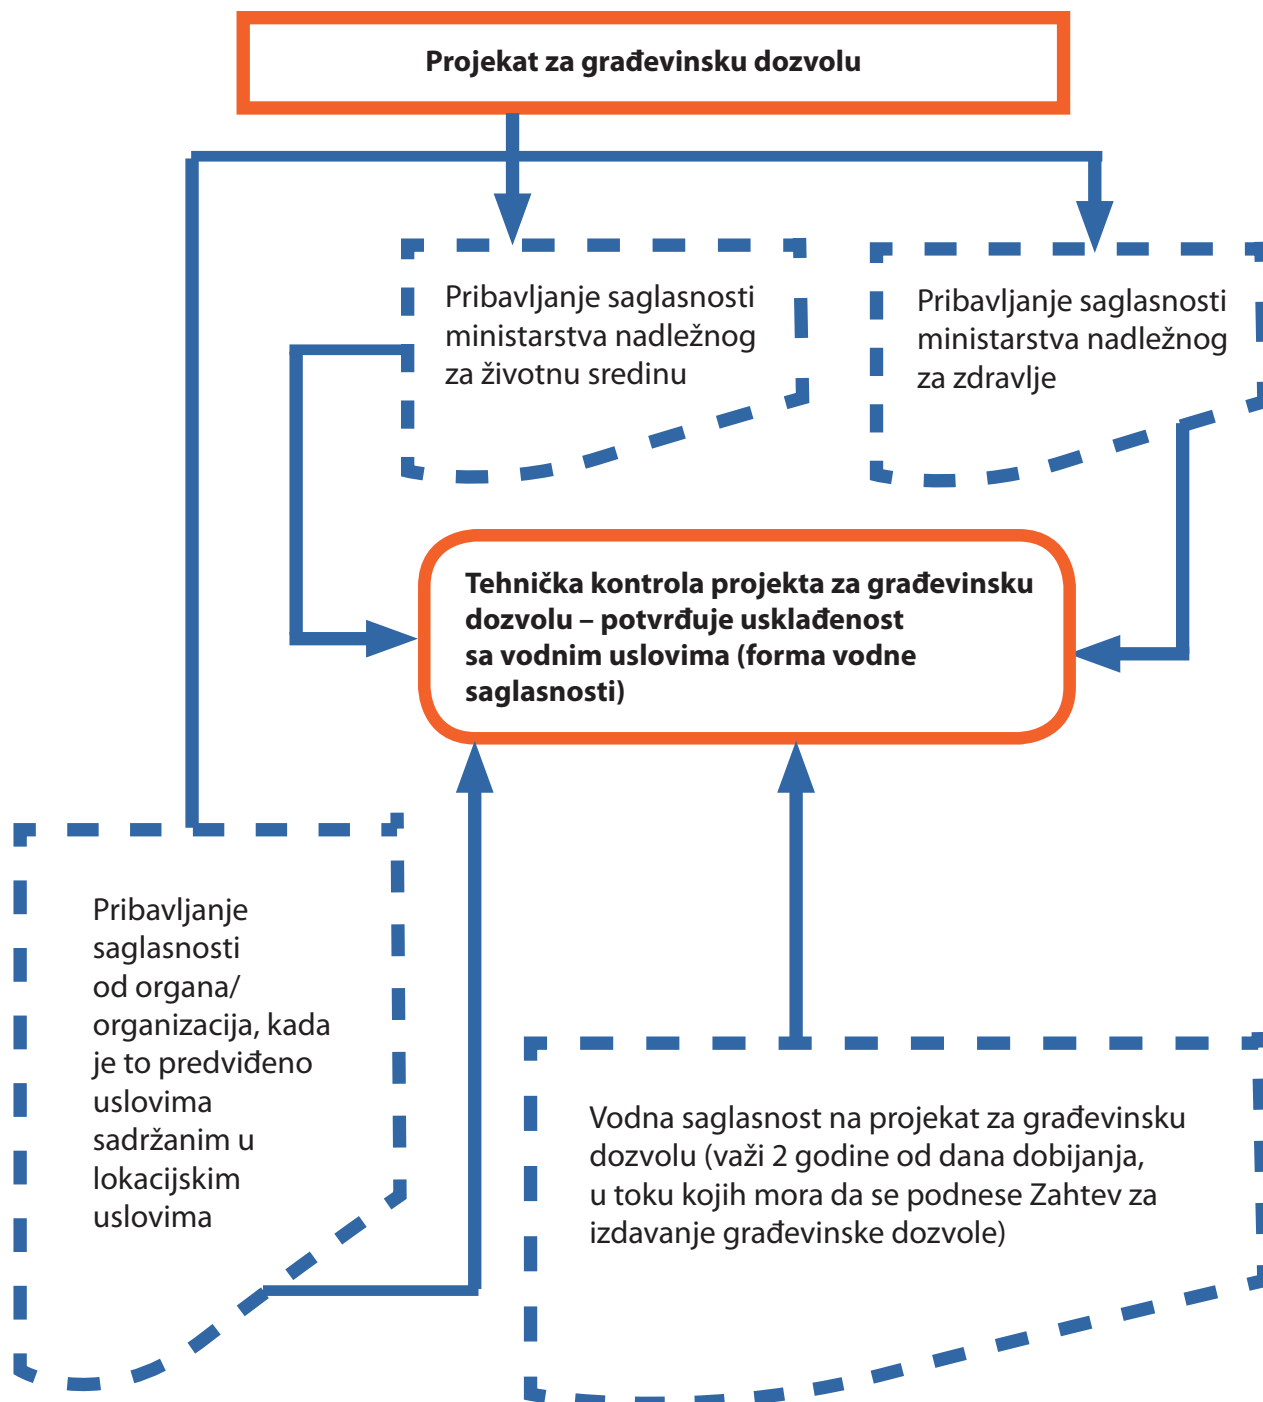 Projekat za građevinsku dozvolu
Pribavljanje saglasnosti
ministarstva nadležnog
za životnu sredinu
Pribavljanje saglasnosti
ministarstva nadležnog
za zdravlje
Tehnička kontrola projekta za građevinsku
dozvolu – potvrđuje usklađenost
sa vodnim uslovima (forma vodne
saglasnosti)
Pribavljanje
saglasnosti
od organa/
organizacija, kada
je to predviđeno
uslovima
sadržanim u
lokacijskim
uslovima
Vodna saglasnost na projekat za građevinsku
dozvolu (važi 2 godine od dana dobijanja,
u toku kojih mora da se podnese Zahtev za
izdavanje građevinske dozvole)